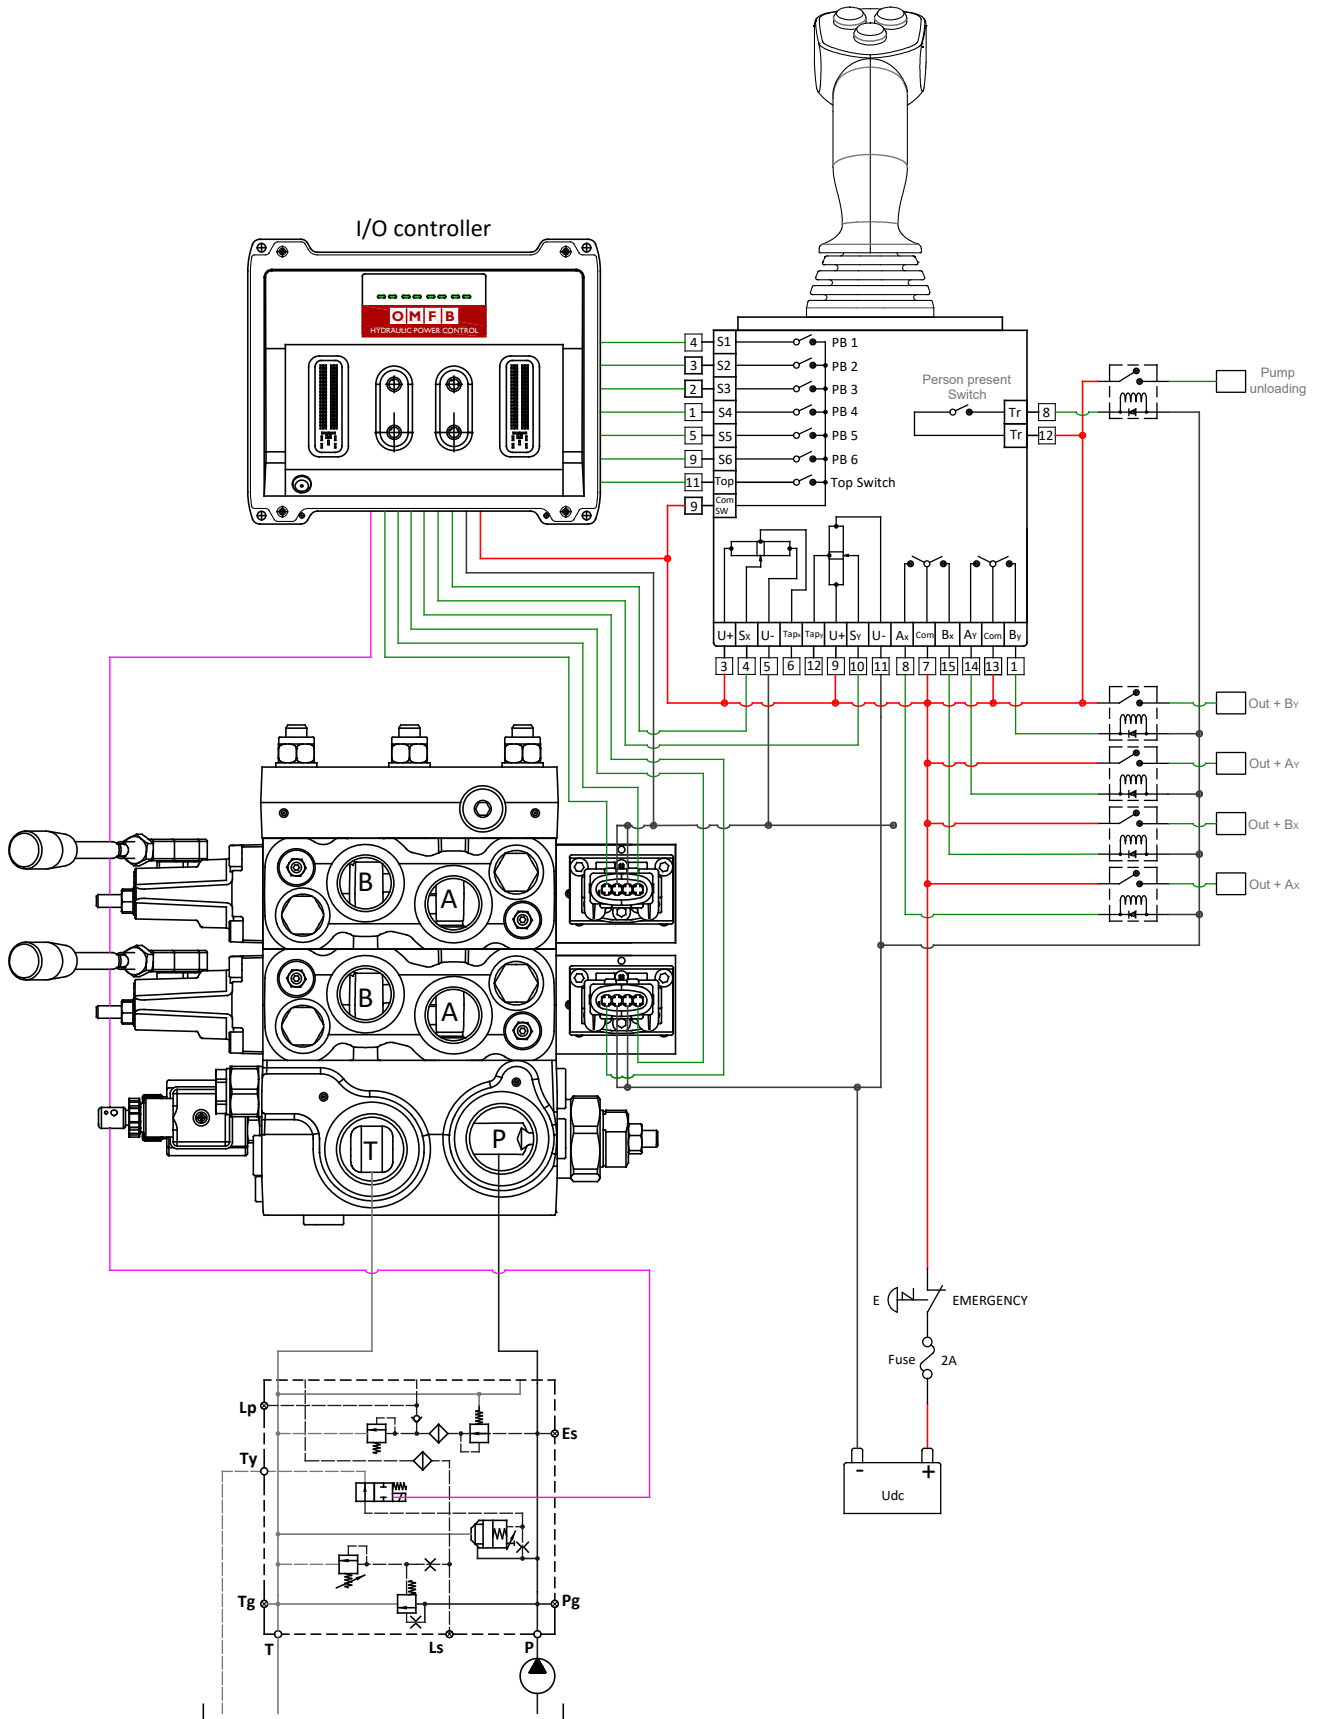 I/O controller
OMFB
HYDRAULIC POWER CONTROL
4 S1 PB 1
3 S2 PB 2
2 S3 PB 3
1 S4 PB 4
5 S5 PB 5
9 S6 PB 6
11 Top Top Switch
9 Com SW
Person present
Switch
Tr 8
Tr 12
Pump
unloading
U+ SX U- TapX TapY U+ SY U- AX Com BX AY Com By
3 4 5 6 12 9 10 11 8 7 15 14 13 1
Out + BY
Out + AY
Out + BX
Out + AX
B A
B A
T P
E EMERGENCY
Fuse 2A
- +
Udc
Lp
Es
Ty
Tg
Pg
T Ls P